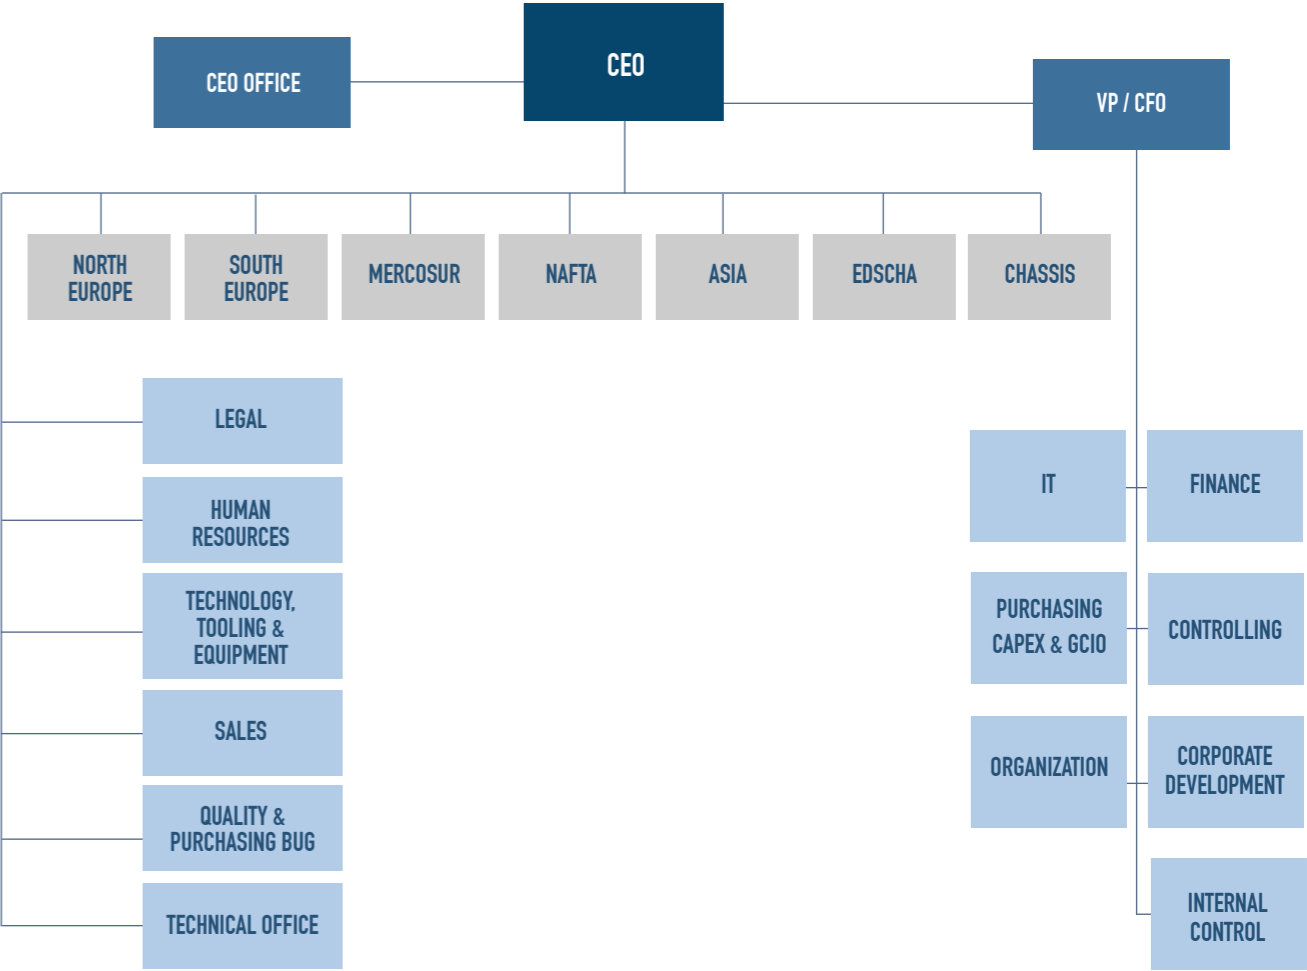 CEO
CEO OFFICE
VP / CFO
NORTH
EUROPE
SOUTH
EUROPE
MERCOSUR
NAFTA
ASIA
EDSCHA
CHASSIS
LEGAL
HUMAN
RESOURCES
TECHNOLOGY,
TOOLING &
EQUIPMENT
SALES
QUALITY &
PURCHASING BUG
TECHNICAL OFFICE
IT
FINANCE
PURCHASING
CAPEX & GCIO
CONTROLLING
ORGANIZATION
CORPORATE
DEVELOPMENT
INTERNAL
CONTROL